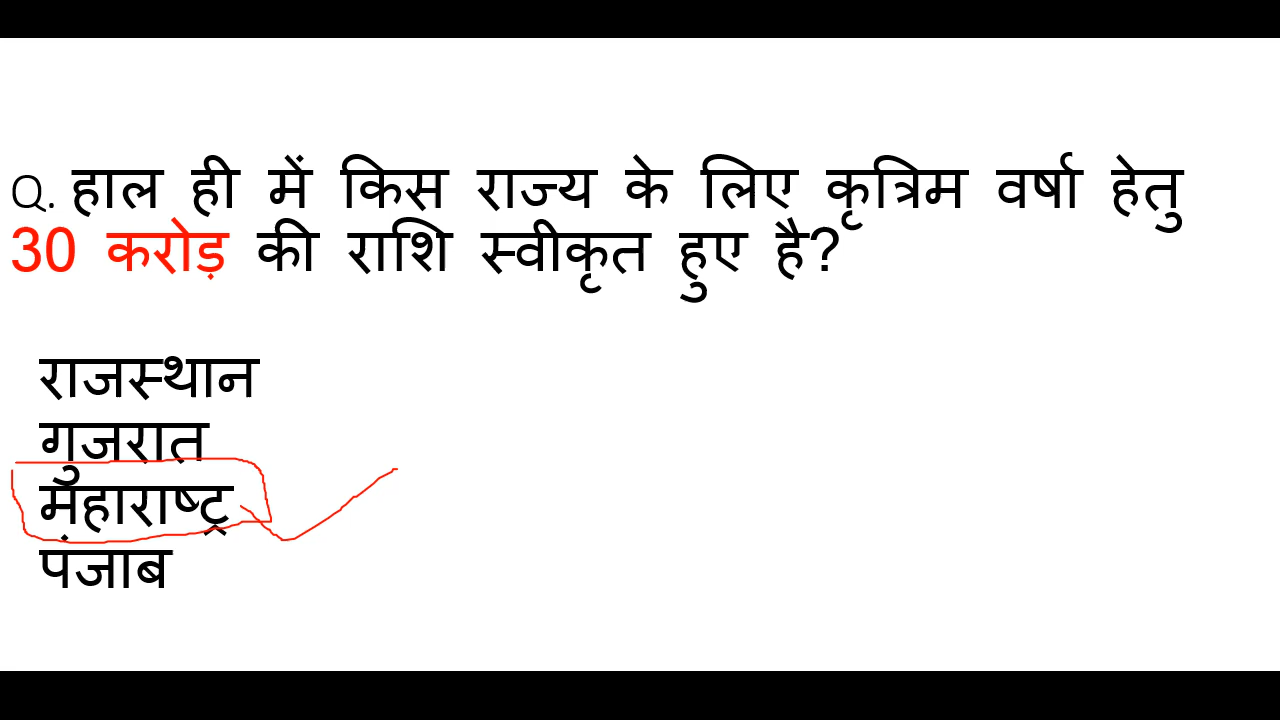 Q. हाल ही में किस राज्य के लिए कृत्रिम वर्षा हेतु
30 करोड़ की राशि स्वीकृत हुए है?
राजस्थान
गुजरात
महाराष्ट्र
पंजाब